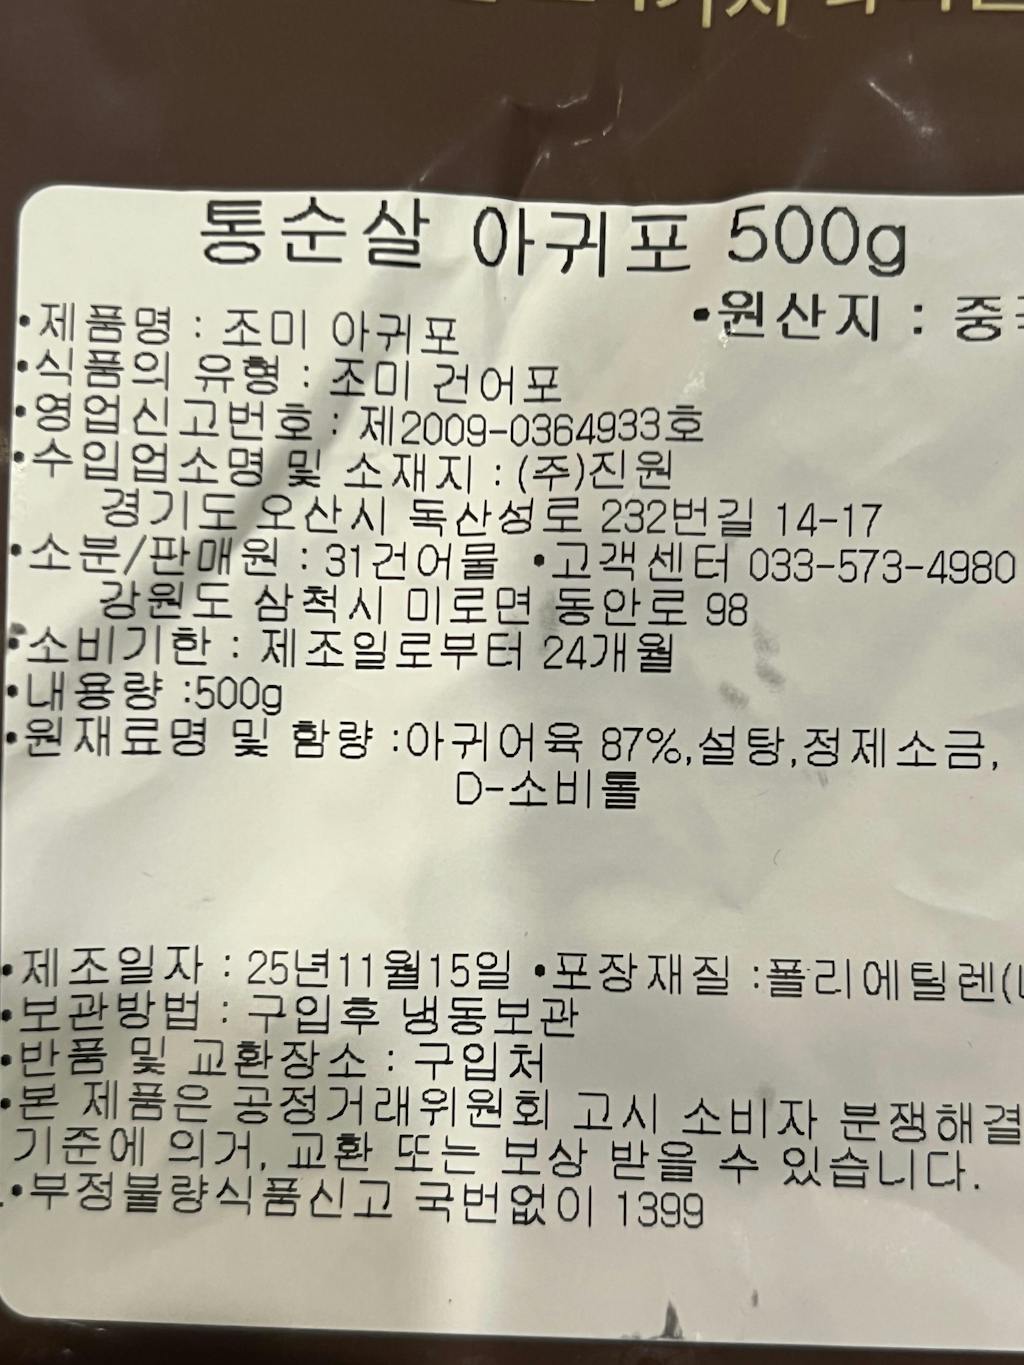 통순살 아귀포 500g
•원산지 : 중
•제품명 : 조미 아귀포
•식품의 유형 : 조미 건어포
•영업신고번호 : 제2009-0364933호
•수입업소명 및 소재지 : (주)진원
경기도 오산시 독산성로 232번길 14-17
•소분/판매원 : 31건어물 •고객센터 033-573-4980
강원도 삼척시 미로면 동안로 98
•소비기한 : 제조일로부터 24개월
•내용량 :500g
•원재료명 및 함량 :아귀어육 87%,설탕,정제소금,
D-소비톨
•제조일자 : 25년11월15일 •포장재질 :폴리에틸렌(
•보관방법 : 구입후 냉동보관
•반품 및 교환장소 : 구입처
•본 제품은 공정거래위원회 고시 소비자 분쟁해결
기준에 의거, 교환 또는 보상 받을 수 있습니다.
•부정불량식품신고 국번없이 1399